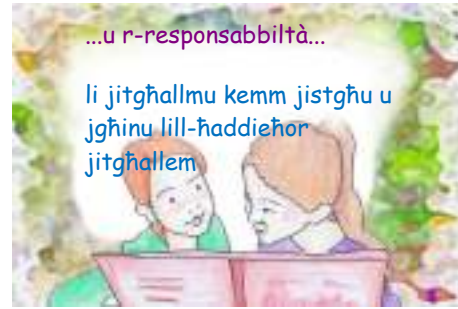 ...u r-responsabbiltà...
li jitgħallmu kemm jistgħu u
jgħinu lill-ħaddieħor
jitgħallem